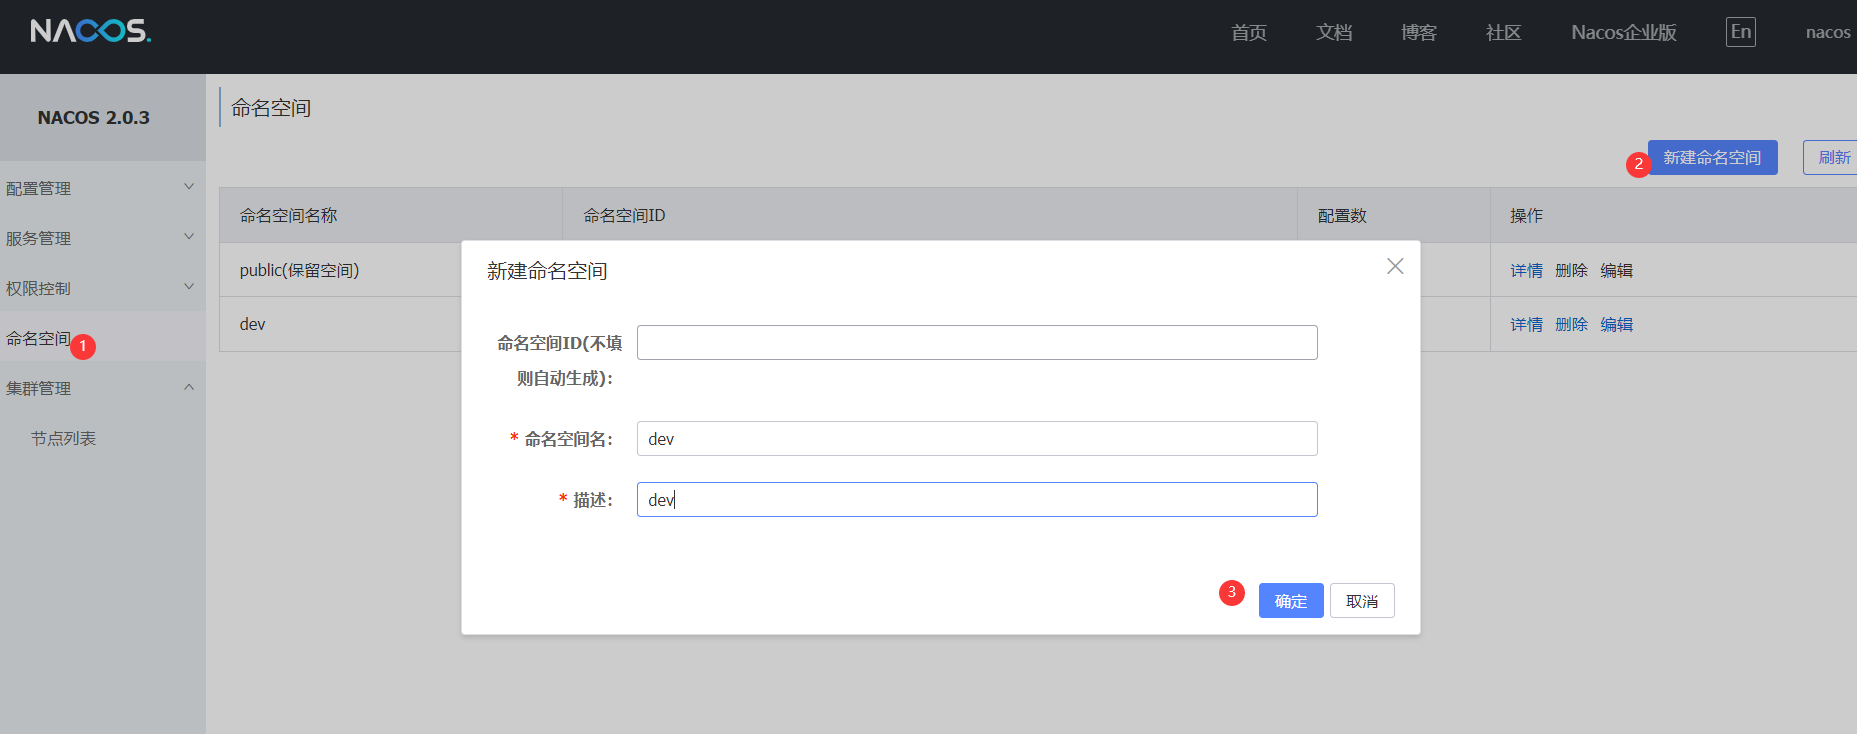 NACOS.
首页 文档 博客 社区 Nacos企业版 En nacos
NACOS 2.0.3
配置管理
服务管理
权限控制
命名空间 1
集群管理
节点列表
命名空间
2 新建命名空间 刷新
命名空间名称 命名空间ID 配置数 操作
public(保留空间) 详情 删除 编辑
dev 详情 删除 编辑
新建命名空间
命名空间ID(不填
则自动生成):
* 命名空间名: dev
* 描述: dev
3 确定 取消